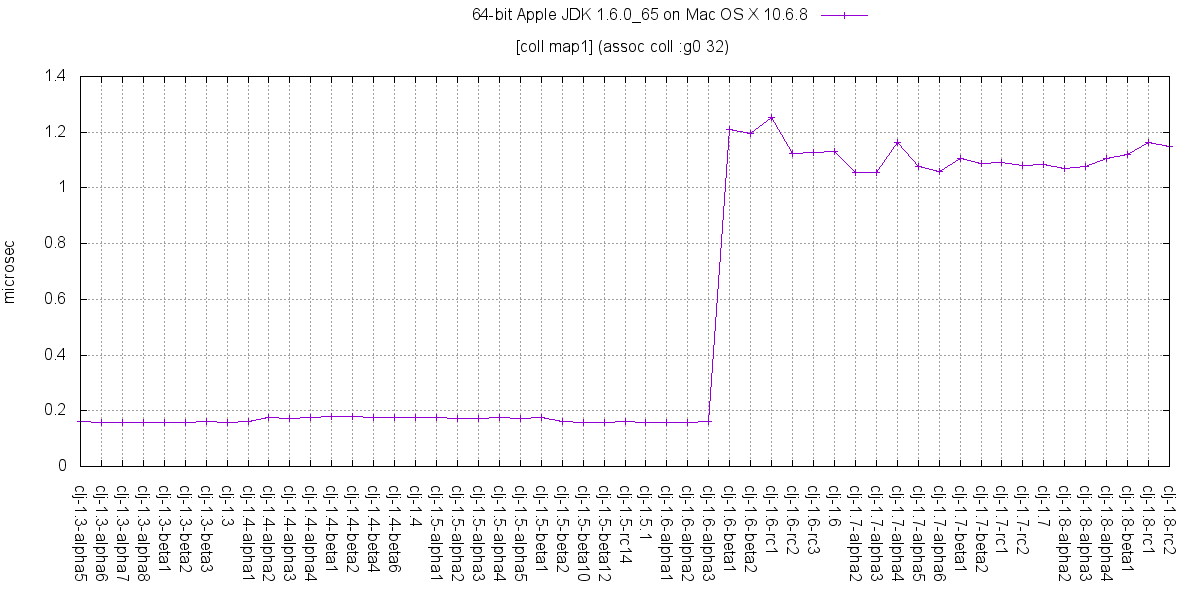 64-bit Apple JDK 1.6.0_65 on Mac OS X 10.6.8
[coll map1] (assoc coll :g0 32)
1.4
1.2
1
0.8
0.6
0.4
0.2
0
microsec
clj-1.3-alpha5
clj-1.3-alpha6
clj-1.3-alpha7
clj-1.3-alpha8
clj-1.3-beta1
clj-1.3-beta2
clj-1.3-beta3
clj-1.3
clj-1.4-alpha1
clj-1.4-alpha2
clj-1.4-alpha3
clj-1.4-alpha4
clj-1.4-beta1
clj-1.4-beta2
clj-1.4-beta4
clj-1.4-beta6
clj-1.4
clj-1.5-alpha1
clj-1.5-alpha2
clj-1.5-alpha3
clj-1.5-alpha4
clj-1.5-alpha5
clj-1.5-beta1
clj-1.5-beta2
clj-1.5-beta10
clj-1.5-beta12
clj-1.5-rc14
clj-1.5.1
clj-1.6-alpha1
clj-1.6-alpha2
clj-1.6-alpha3
clj-1.6-beta1
clj-1.6-beta2
clj-1.6-rc1
clj-1.6-rc2
clj-1.6-rc3
clj-1.6
clj-1.7-alpha2
clj-1.7-alpha3
clj-1.7-alpha4
clj-1.7-alpha5
clj-1.7-alpha6
clj-1.7-beta1
clj-1.7-beta2
clj-1.7-rc1
clj-1.7-rc2
clj-1.7
clj-1.8-alpha2
clj-1.8-alpha3
clj-1.8-alpha4
clj-1.8-beta1
clj-1.8-rc1
clj-1.8-rc2